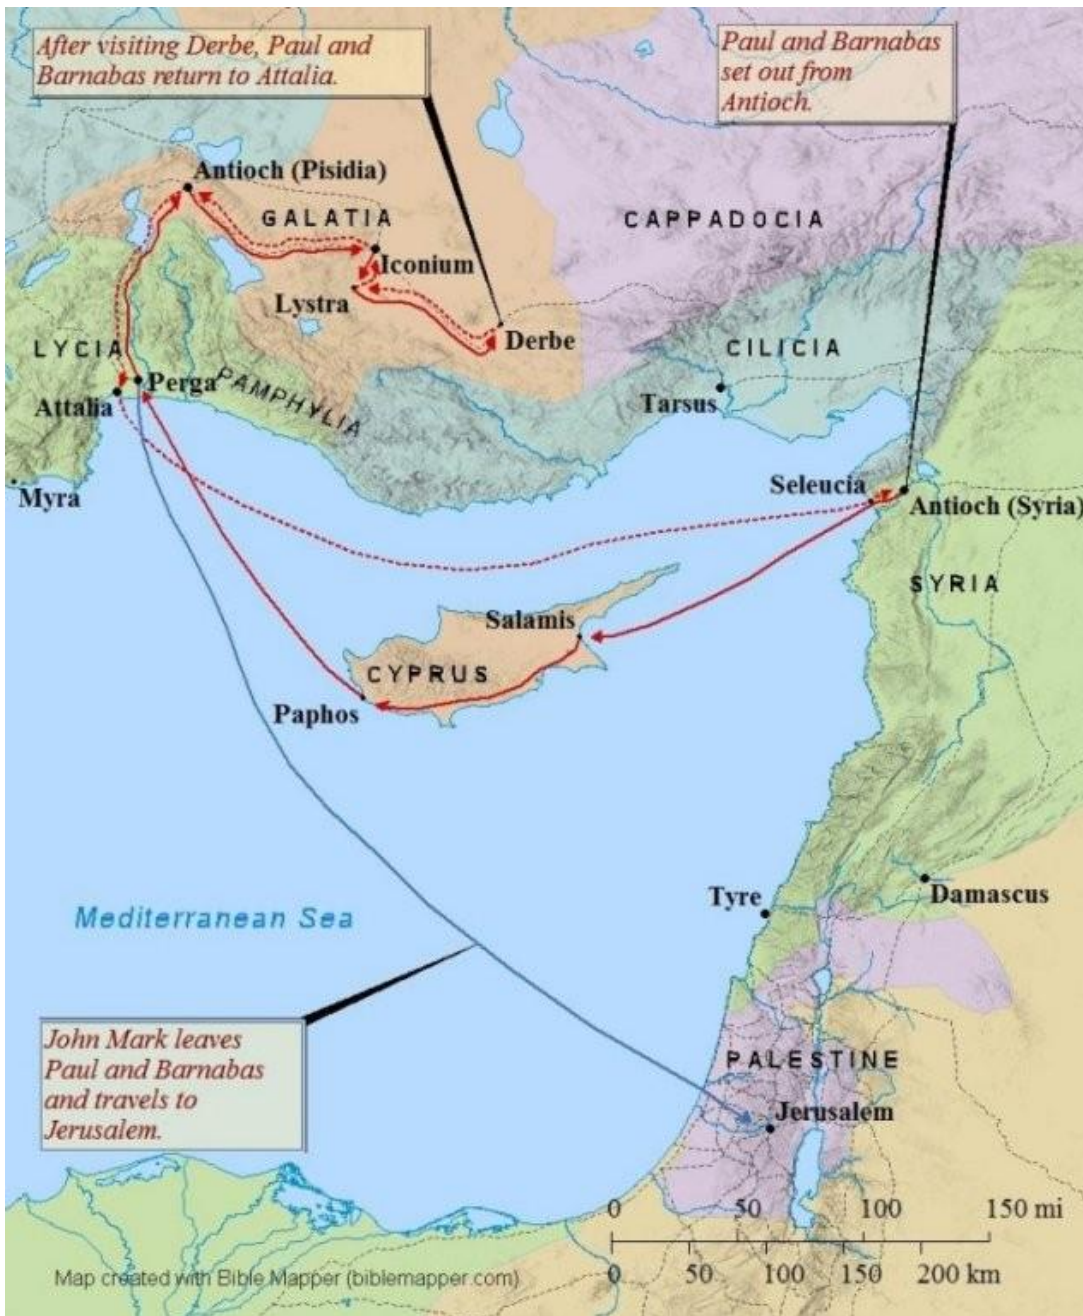 After visiting Derbe, Paul and
Barnabas return to Attalia.
Paul and Barnabas
set out from
Antioch.
Antioch (Pisidia)
GALATIA
CAPPADOCIA
Iconium
Lystra
Derbe
LYCIA
CILICIA
Perga
PAMPHYLIA
Attalia
Tarsus
Myra
Seleucia
Antioch (Syria)
SYRIA
Salamis
CYPRUS
Paphos
Tyre
Damascus
Mediterranean Sea
John Mark leaves
Paul and Barnabas
and travels to
Jerusalem.
PALESTINE
Jerusalem
0 50 100 150 mi
0 50 100 150 200 km
Map created with Bible Mapper (biblemapper.com)